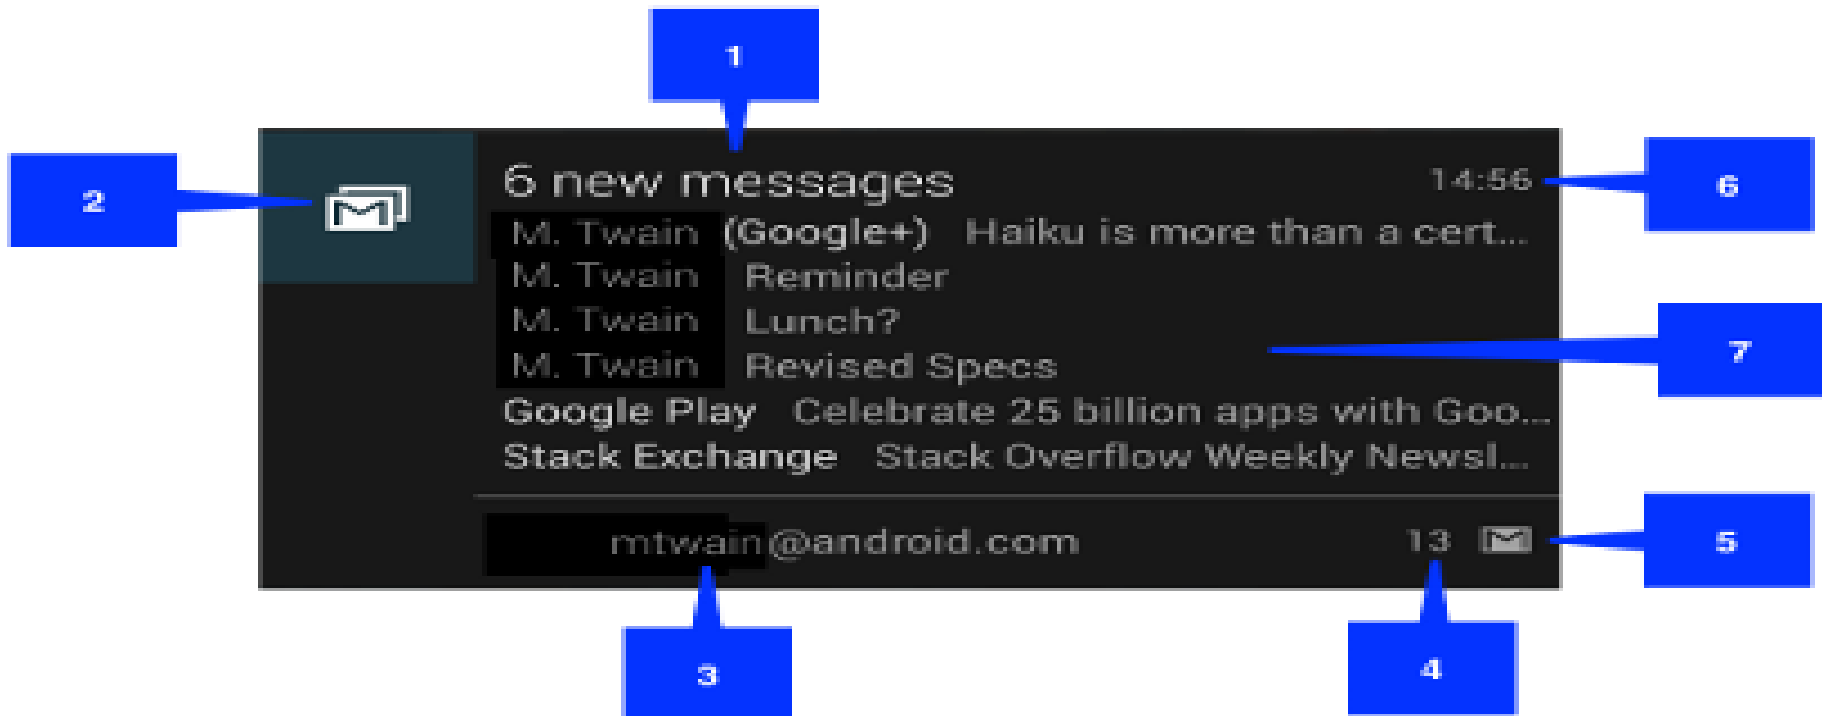 1
2
6 new messages 14:56
6
M. Twain (Google+) Haiku is more than a cert...
M. Twain Reminder
M. Twain Lunch?
M. Twain Revised Specs
7
Google Play Celebrate 25 billion apps with Goo...
Stack Exchange Stack Overflow Weekly Newsl...
mtwain@android.com 13
5
3
4